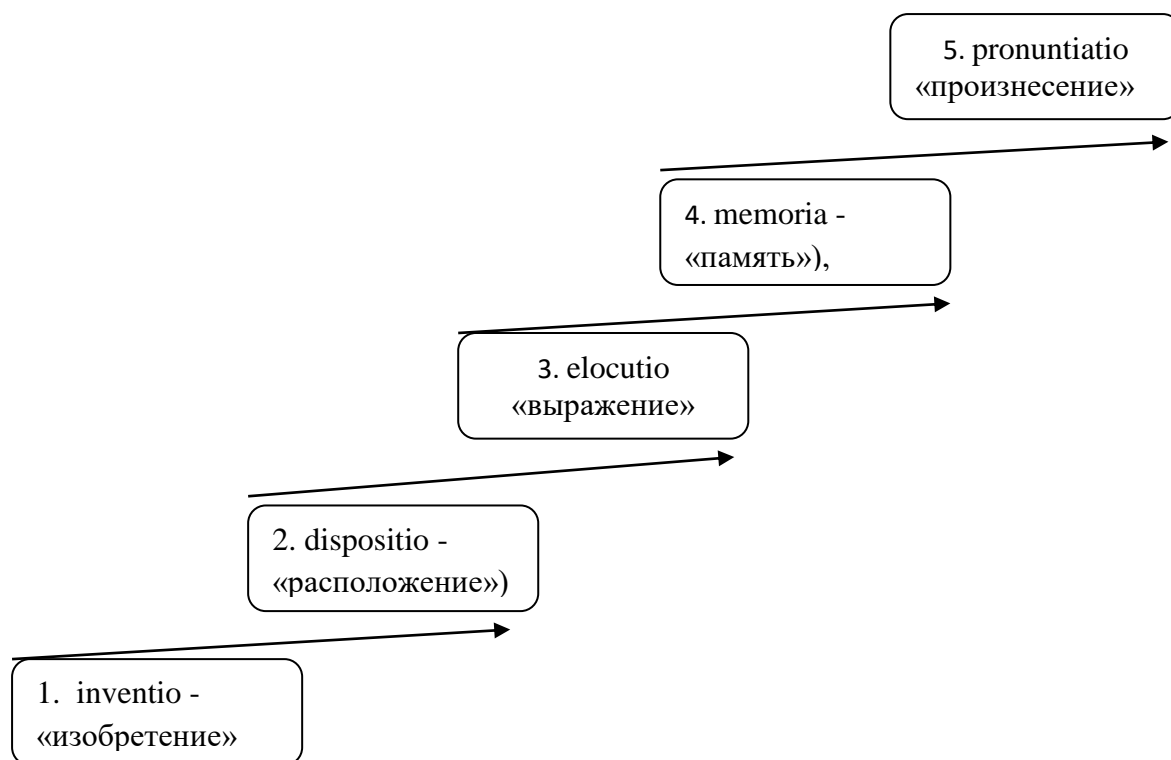 5. pronuntiatio
«произнесение»
4. memoria -
«память»),
3. elocutio
«выражение»
2. dispositio -
«расположение»)
1. inventio -
«изобретение»